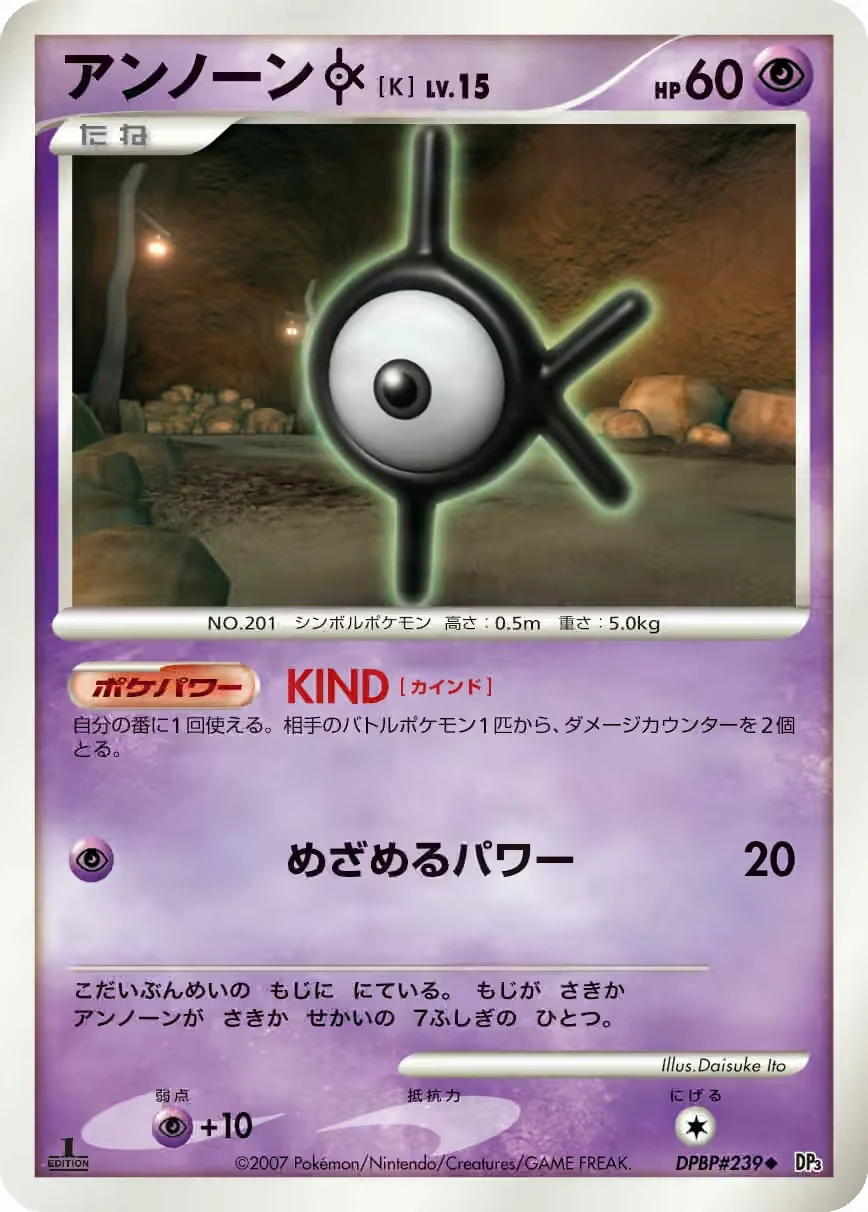 アンノーン [K] LV.15 HP60
たね
NO.201 シンボルポケモン 高さ:0.5m 重さ:5.0kg
ポケパワー KIND [カインド]
自分の番に1回使える。相手のバトルポケモン1匹から、ダメージカウンターを2個
とる。
めざめるパワー 20
こだいぶんめいの もじに にている。 もじが さきか
アンノーンが さきか せかいの 7ふしぎの ひとつ。
Illus.Daisuke Ito
弱点 抵抗力 にげる
+10
1 EDITION ©2007 Pokémon/Nintendo/Creatures/GAME FREAK. DPBP#239◆ DP3